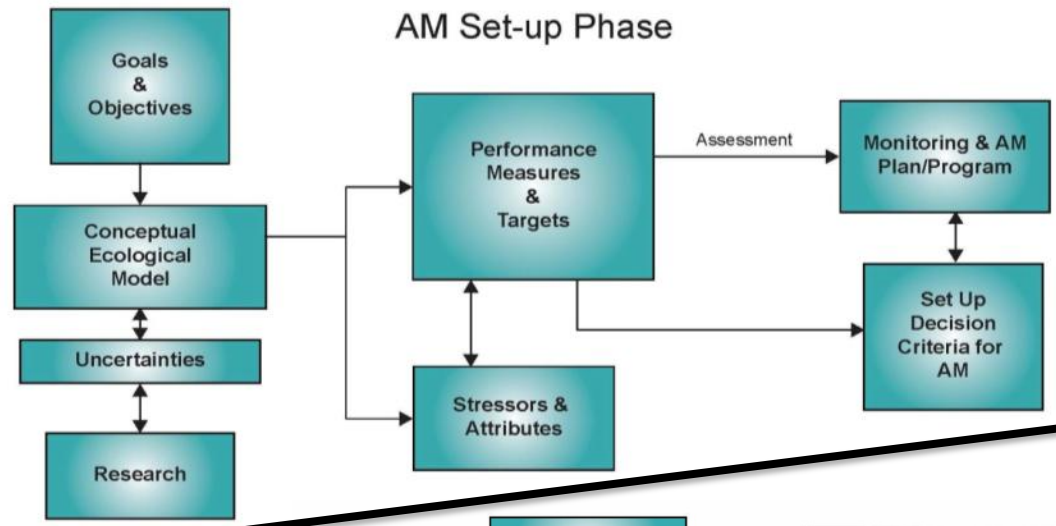 AM Set-up Phase
Goals
&
Objectives
Conceptual
Ecological
Model
Uncertainties
Research
Performance
Measures
&
Targets
Stressors &
Attributes
Assessment
Monitoring & AM
Plan/Program
Set Up
Decision
Criteria for
AM